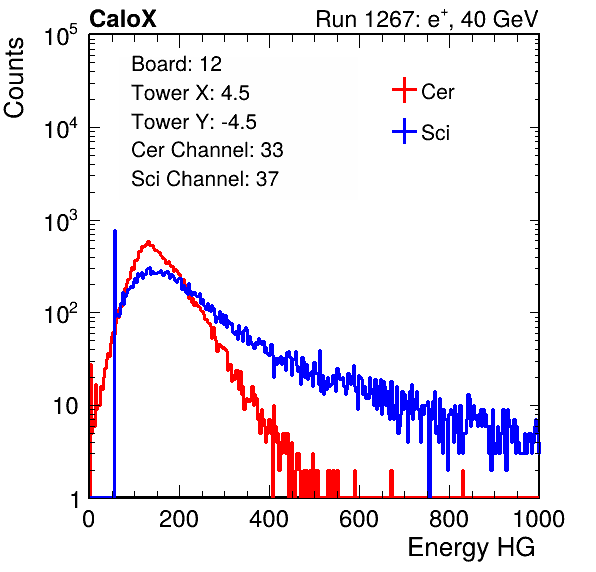 CaloX Run 1267: e⁺, 40 GeV
Counts
10⁵
10⁴
10³
10²
10
1
Board: 12
Tower X: 4.5
Tower Y: -4.5
Cer Channel: 33
Sci Channel: 37
Cer
Sci
0 200 400 600 800 1000
Energy HG